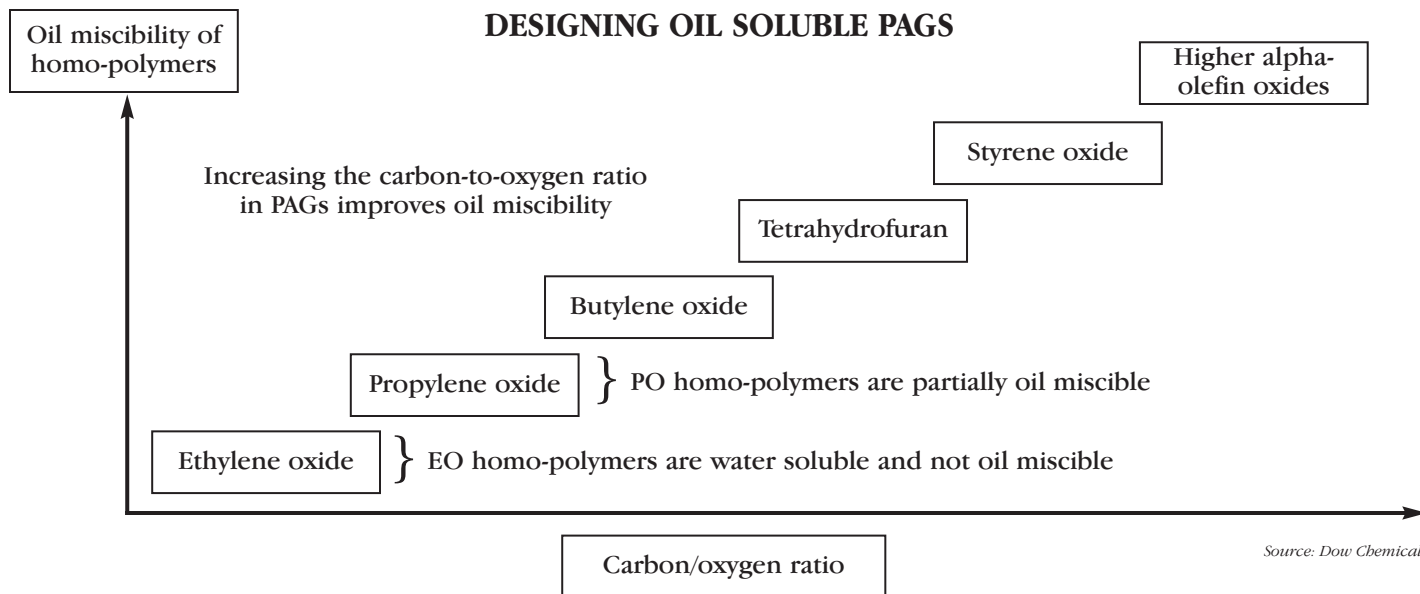 DESIGNING OIL SOLUBLE PAGS
Oil miscibility of
homo-polymers
Higher alpha-
olefin oxides
Styrene oxide
Increasing the carbon-to-oxygen ratio
in PAGs improves oil miscibility
Tetrahydrofuran
Butylene oxide
Propylene oxide } PO homo-polymers are partially oil miscible
Ethylene oxide } EO homo-polymers are water soluble and not oil miscible
Carbon/oxygen ratio
Source: Dow Chemical